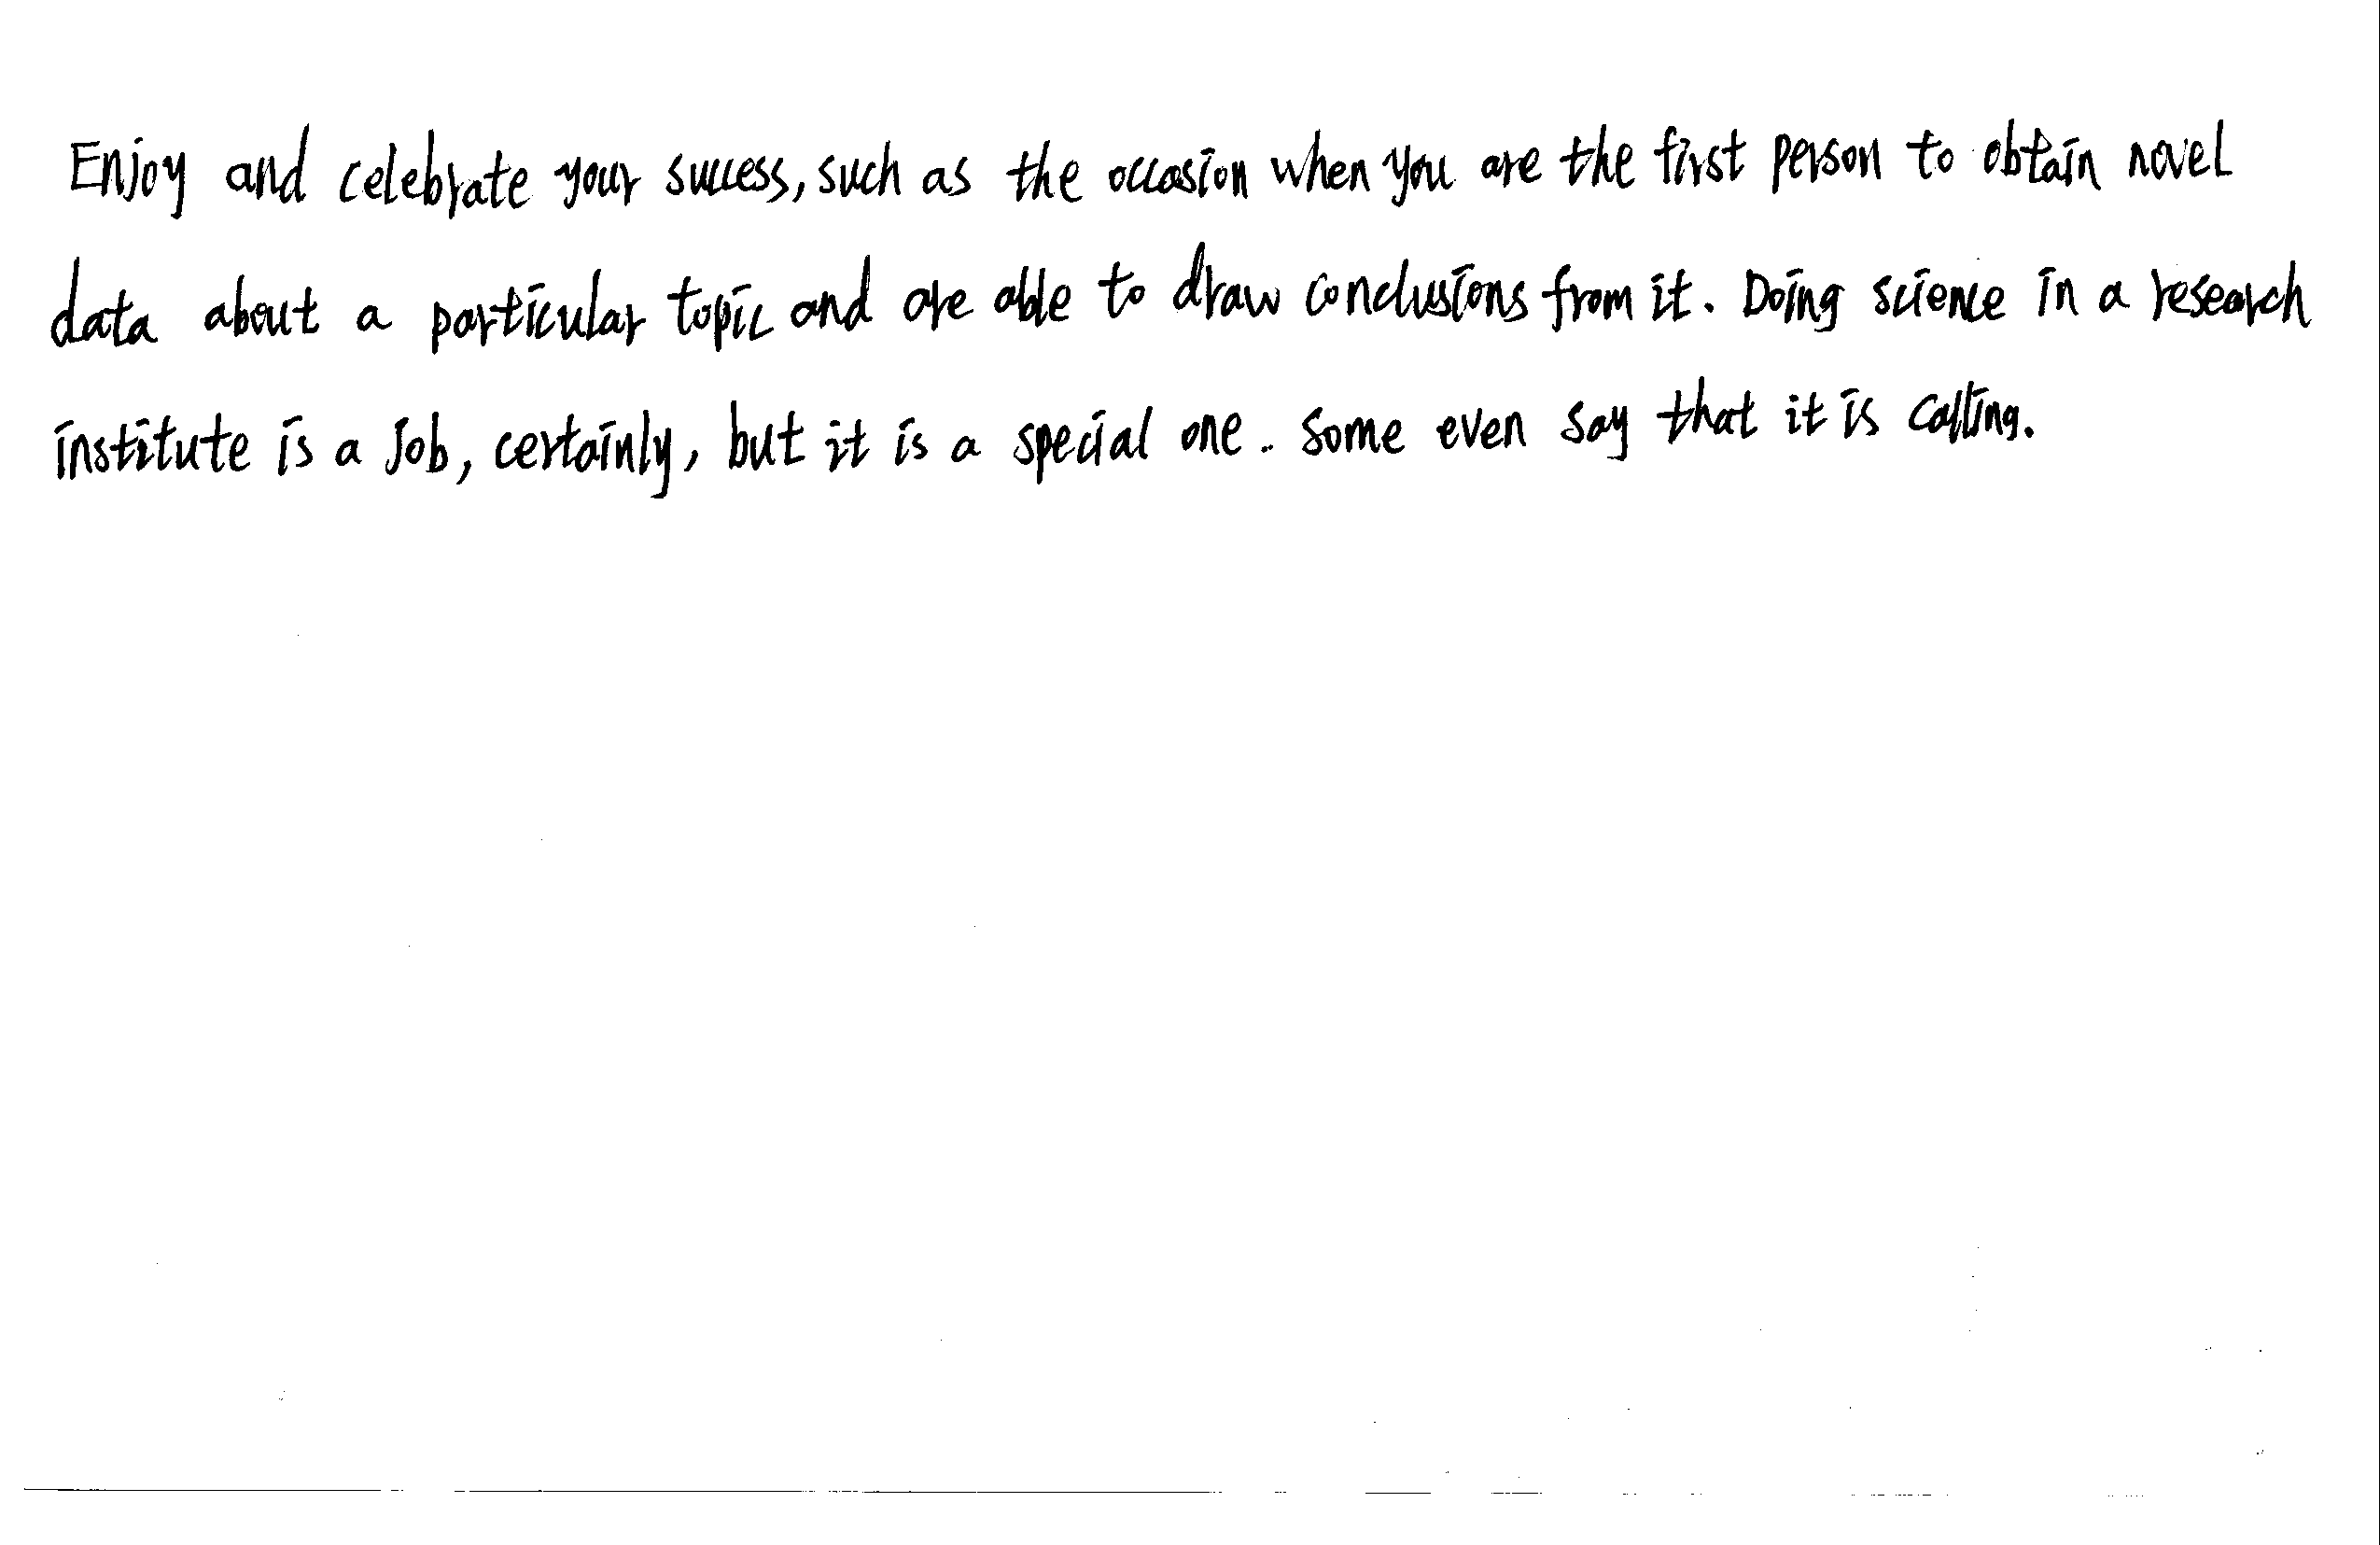 Enjoy and celebrate your success, such as the occasion when you are the first person to obtain novel
data about a particular topic and are able to draw conclusions from it. Doing science in a research
institute is a Job, certainly, but it is a special one. Some even say that it is calling.